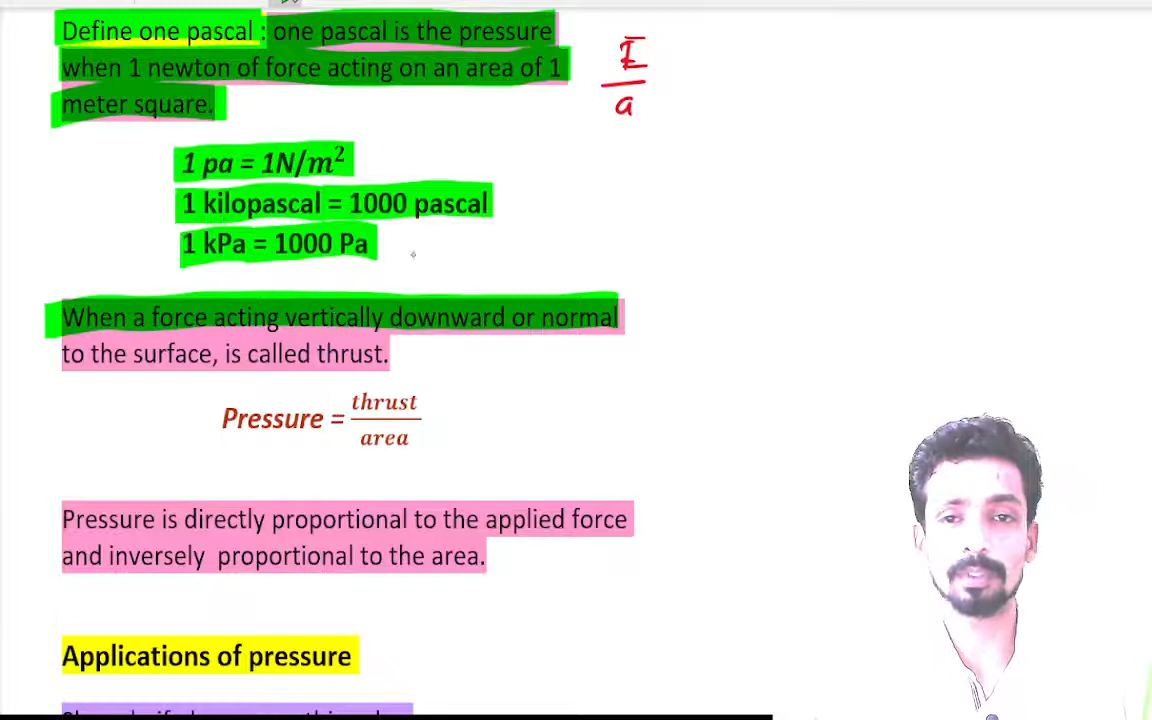 Define one pascal : one pascal is the pressure
when 1 newton of force acting on an area of 1
meter square.
F
a
1 pa = 1N/m²
1 kilopascal = 1000 pascal
1 kPa = 1000 Pa
When a force acting vertically downward or normal
to the surface, is called thrust.
Pressure = thrust
area
Pressure is directly proportional to the applied force
and inversely proportional to the area.
Applications of pressure